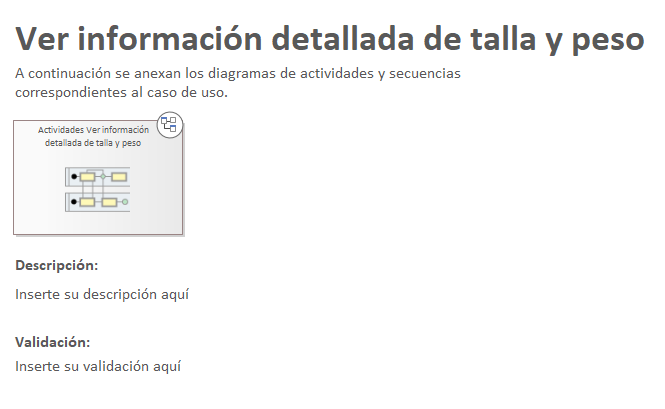 Ver información detallada de talla y peso
A continuación se anexan los diagramas de actividades y secuencias
correspondientes al caso de uso.
Actividades Ver información
detallada de talla y peso
Descripción:
Inserte su descripción aquí
Validación:
Inserte su validación aquí